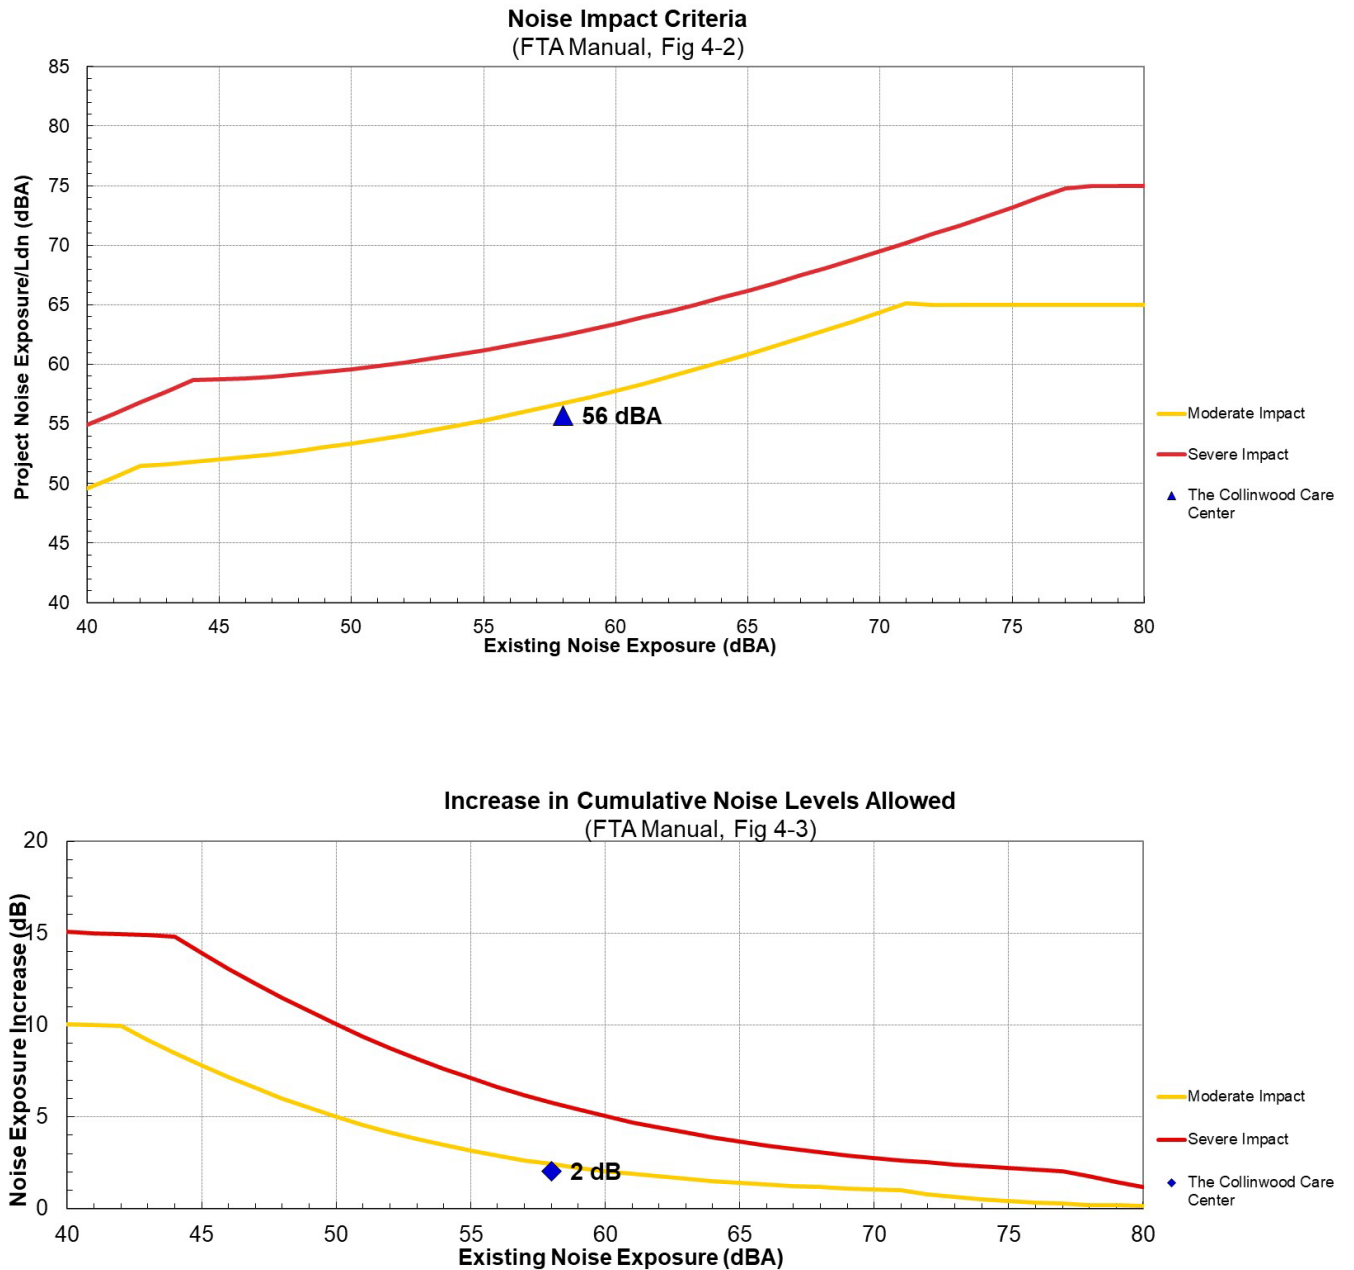 Noise Impact Criteria
(FTA Manual, Fig 4-2)
Project Noise Exposure/Ldn (dBA)
85
80
75
70
65
60
55
50
45
40
56 dBA
40 45 50 55 60 65 70 75 80
Existing Noise Exposure (dBA)
Moderate Impact
Severe Impact
The Collinwood Care
Center
Increase in Cumulative Noise Levels Allowed
(FTA Manual, Fig 4-3)
Noise Exposure Increase (dB)
20
15
10
5
0
2 dB
40 45 50 55 60 65 70 75 80
Existing Noise Exposure (dBA)
Moderate Impact
Severe Impact
The Collinwood Care
Center